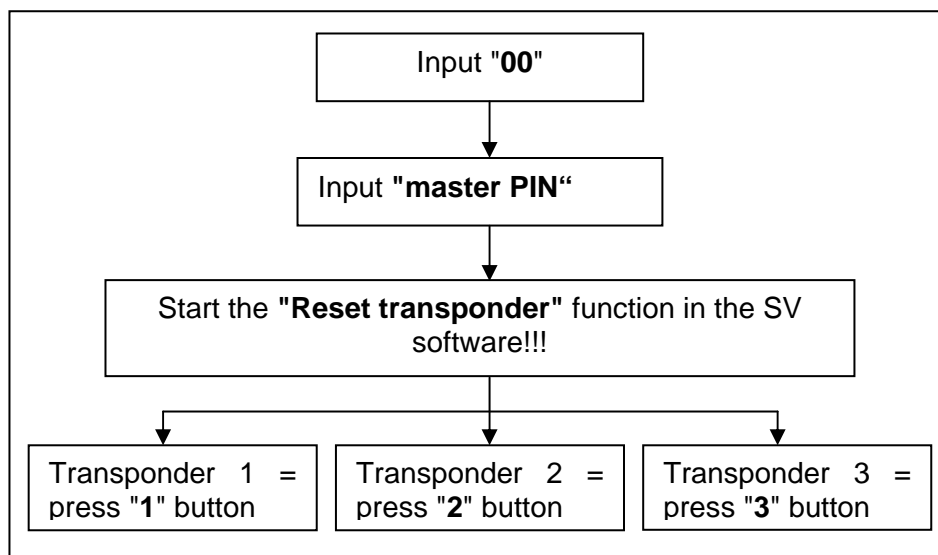 Input "00"
Input "master PIN“
Start the "Reset transponder" function in the SV
software!!!
Transponder 1 =
press "1" button
Transponder 2 =
press "2" button
Transponder 3 =
press "3" button